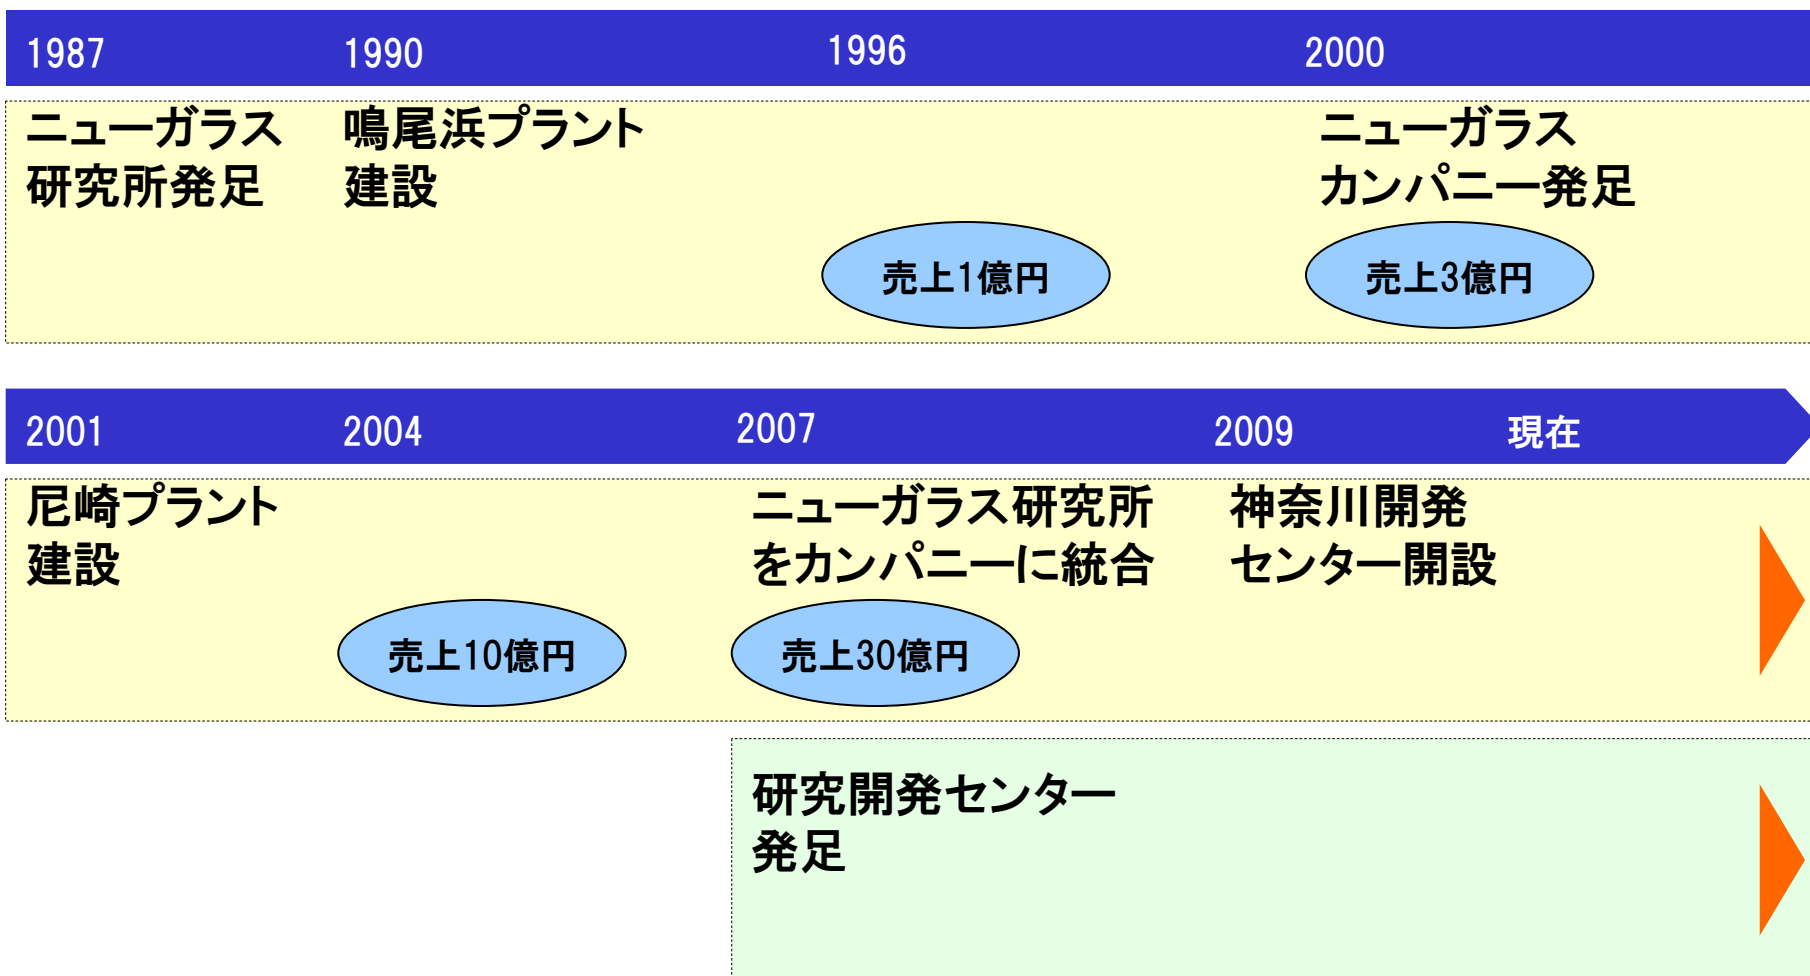 1987 1990 1996 2000
ニューガラス
研究所発足
鳴尾浜プラント
建設
ニューガラス
カンパニー発足
売上1億円
売上3億円
2001 2004 2007 2009 現在
尼崎プラント
建設
ニューガラス研究所
をカンパニーに統合
神奈川開発
センター開設
売上10億円
売上30億円
研究開発センター
発足